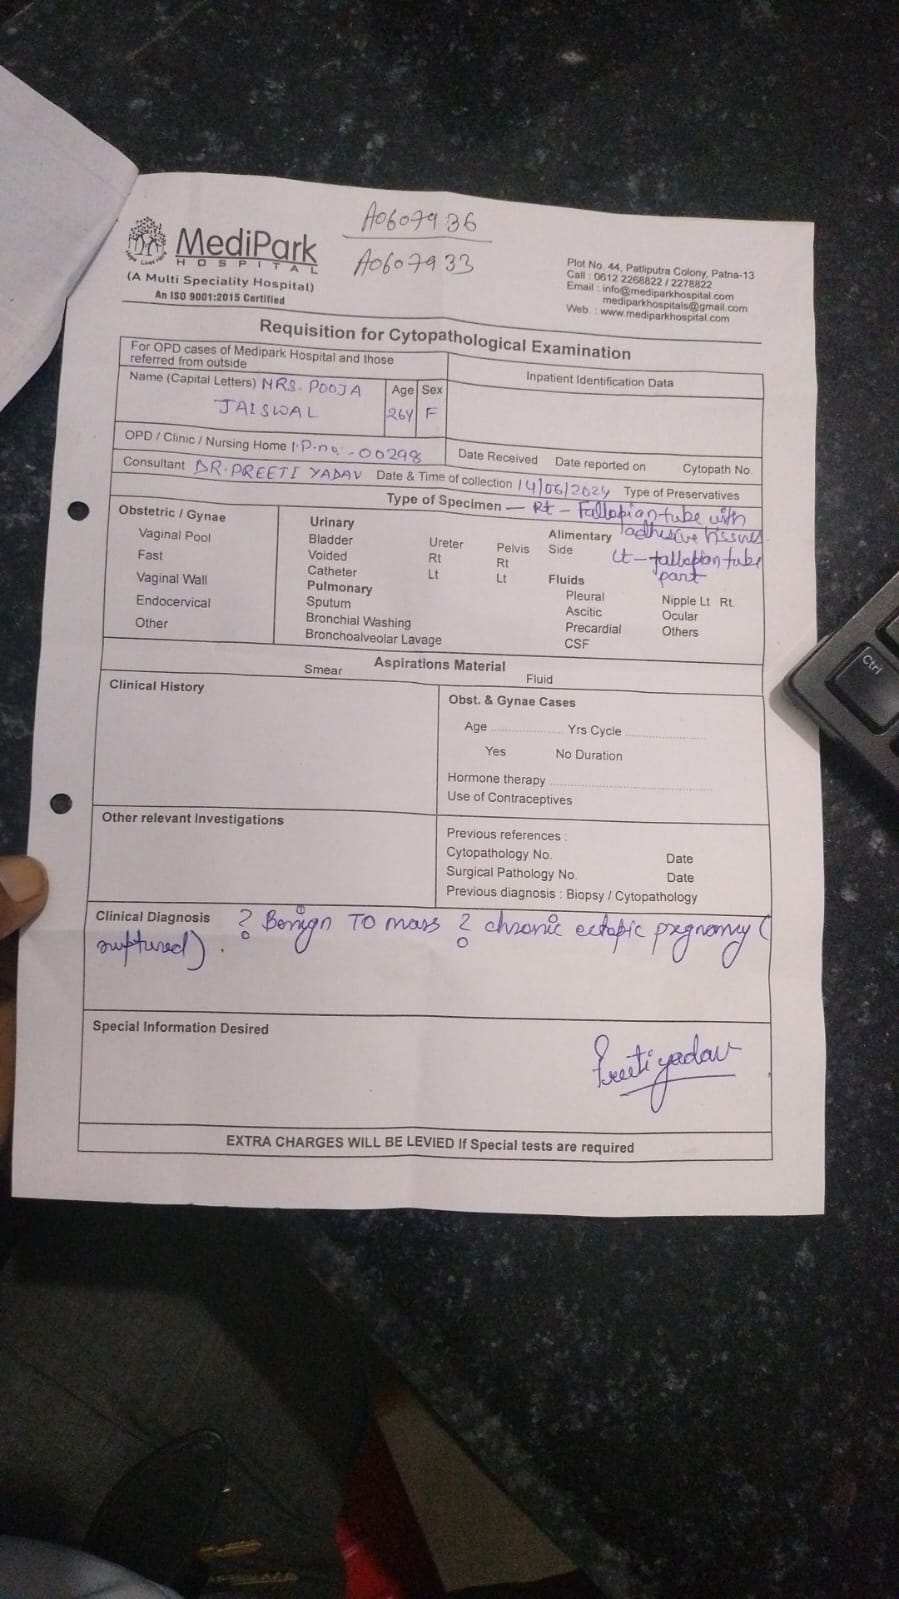 A0607936
A0607933
MediPark
HOSPITAL
(A Multi Speciality Hospital)
An ISO 9001:2015 Certified
Plot No. 44, Patliputra Colony, Patna-13
Call : 0612 2268822 / 2278822
Email : info@mediparkhospital.com
mediparkhospitals@gmail.com
Web. : www.mediparkhospital.com
Requisition for Cytopathological Examination
For OPD cases of Medipark Hospital and those
referred from outside
Inpatient Identification Data
Name (Capital Letters) MRS. POOJA
JAISWAL
Age Sex
26Y F
OPD / Clinic / Nursing Home I.P.no:-00298
Date Received Date reported on Cytopath No.
Consultant DR.PREETI YADAV Date & Time of collection 14/06/2024 Type of Preservatives
Type of Specimen — Rt - Fallopian tube with
adhesive tissues.
Lt - fallopian tube
part
Obstetric / Gynae
Vaginal Pool
Fast
Vaginal Wall
Endocervical
Other
Urinary
Bladder Ureter Pelvis
Voided Rt Rt
Catheter Lt Lt
Pulmonary
Sputum
Bronchial Washing
Bronchoalveolar Lavage
Alimentary
Side
Fluids
Pleural Nipple Lt Rt.
Ascitic Ocular
Precardial Others
CSF
Aspirations Material
Smear Fluid
Clinical History
Obst. & Gynae Cases
Age Yrs Cycle
Yes No Duration
Hormone therapy
Use of Contraceptives
Other relevant Investigations
Previous references :
Cytopathology No. Date
Surgical Pathology No. Date
Previous diagnosis : Biopsy / Cytopathology
Clinical Diagnosis ? Benign TO mass ? chronic ectopic pregnancy (
ruptured).
Special Information Desired
Preeti yadav
EXTRA CHARGES WILL BE LEVIED If Special tests are required
Ctrl